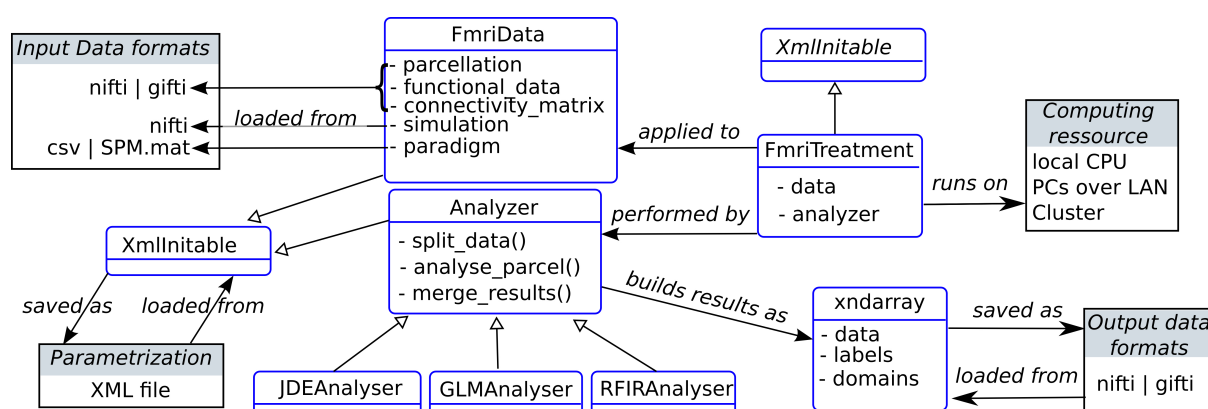 Input Data formats
nifti | gifti
nifti
csv | SPM.mat
loaded from
FmriData
- parcellation
- functional_data
- connectivity_matrix
- simulation
- paradigm
XmlInitable
applied to
FmriTreatment
- data
- analyzer
runs on
Computing
ressource
local CPU
PCs over LAN
Cluster
performed by
Analyzer
- split_data()
- analyse_parcel()
- merge_results()
XmlInitable
saved as
loaded from
Parametrization
XML file
JDEAnalyser
GLMAnalyser
RFIRAnalyser
builds results as
xndarray
- data
- labels
- domains
saved as
loaded from
Output data
formats
nifti | gifti